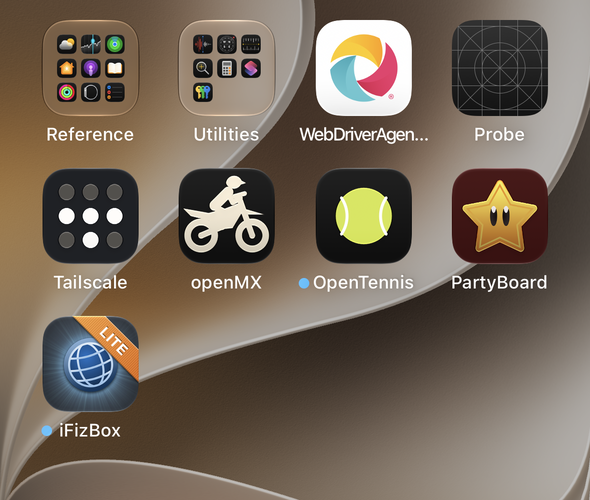 Reference
Utilities
WebDriverAgen...
Probe
Tailscale
openMX
OpenTennis
PartyBoard
LITE
iFizBox